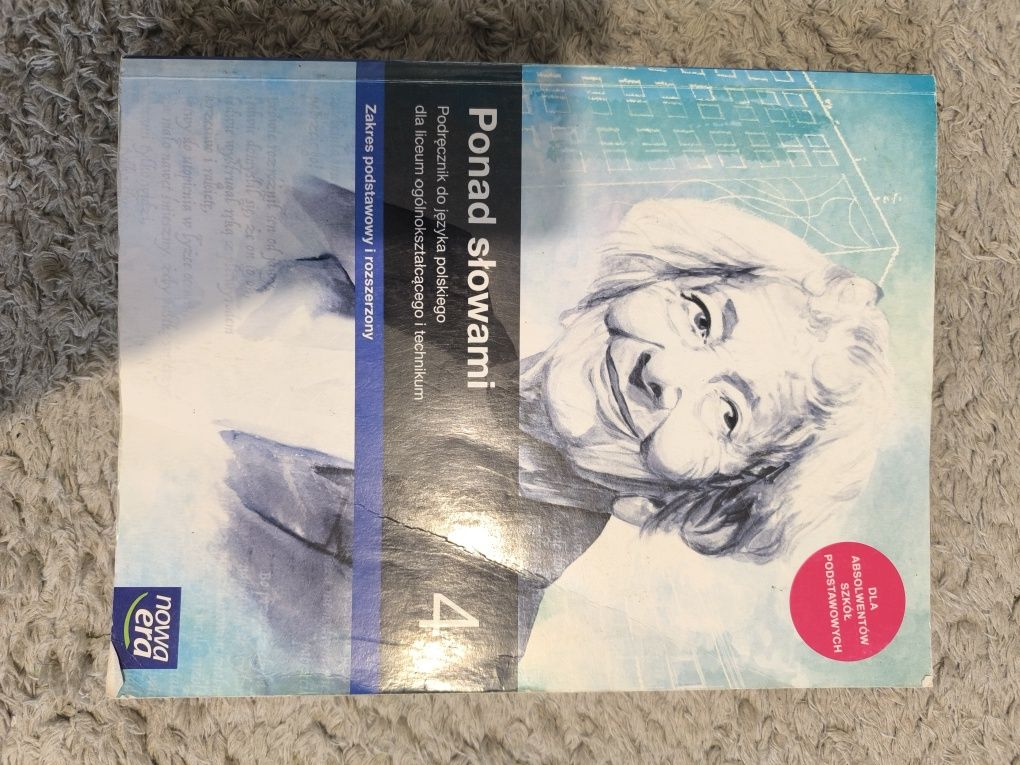 DLA
ABSOLWENTÓW
SZKÓŁ
PODSTAWOWYCH
Ponad słowami
4
Podręcznik do języka polskiego
dla liceum ogólnokształcącego i technikum
Zakres podstawowy i rozszerzony
nowa
era